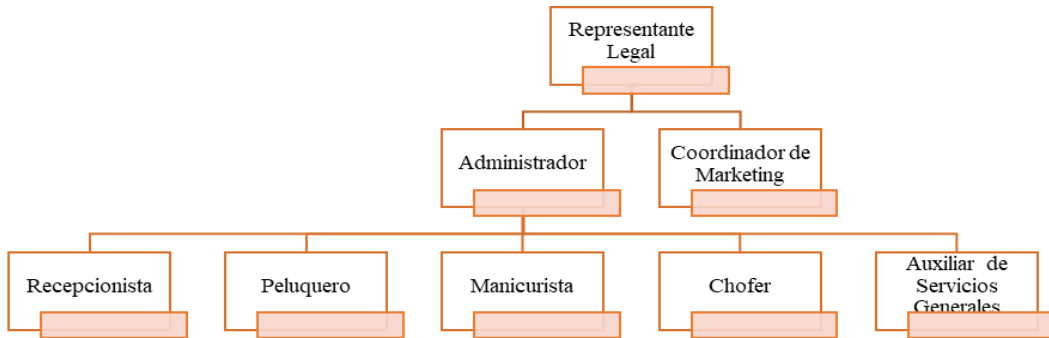 Representante
Legal
Administrador
Coordinador de
Marketing
Recepcionista
Peluquero
Manicurista
Chofer
Auxiliar de
Servicios
Generales